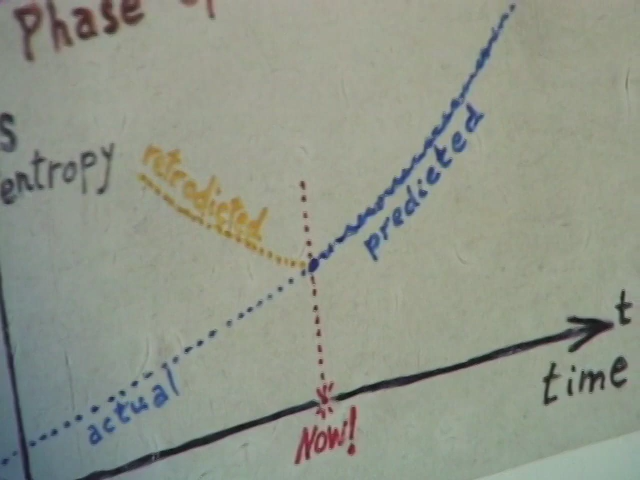 Phase
S
entropy
retrodicted
predicted
actual
t
time
Now!